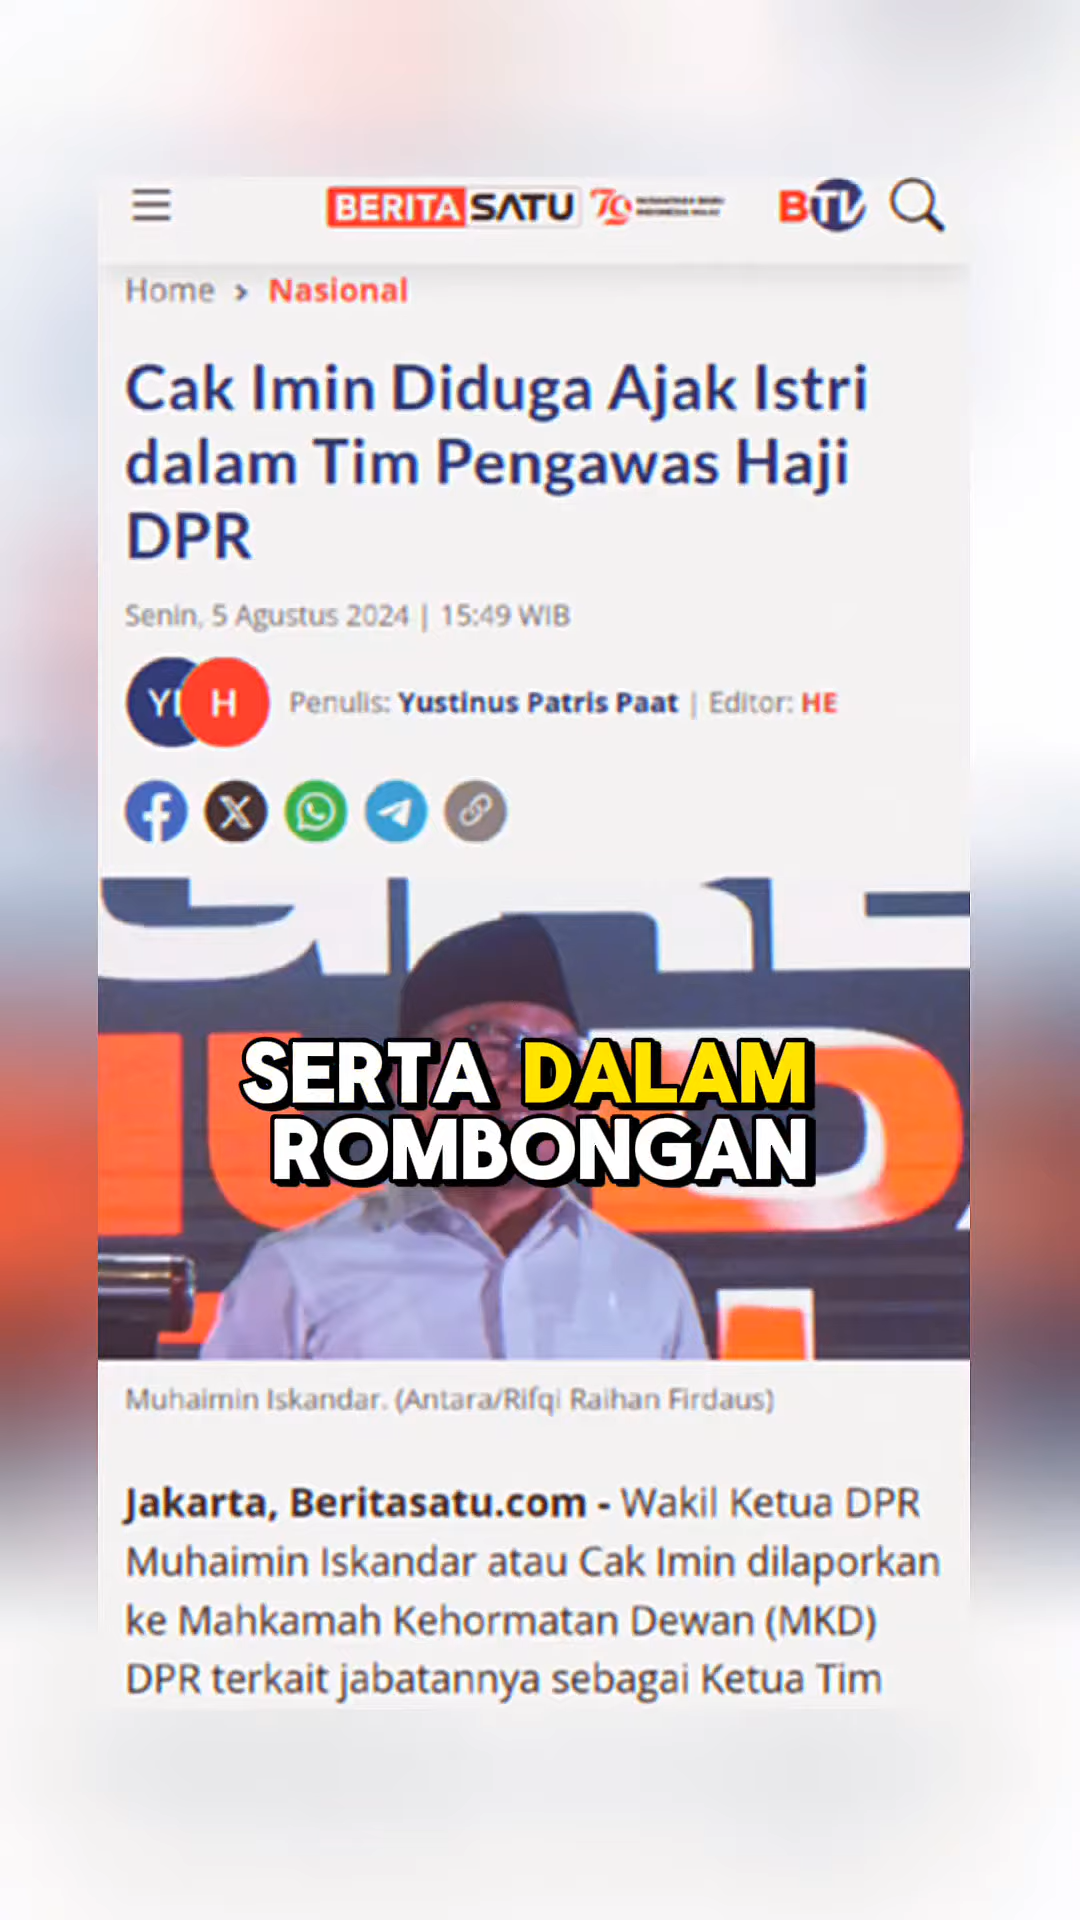 BERITA SATU 79
BTV
Home > Nasional
Cak Imin Diduga Ajak Istri
dalam Tim Pengawas Haji
DPR
Senin, 5 Agustus 2024 | 15:49 WIB
YI H Penulis: Yustinus Patris Paat | Editor: HE
SERTA DALAM
ROMBONGAN
Muhaimin Iskandar. (Antara/Rifqi Raihan Firdaus)
Jakarta, Beritasatu.com - Wakil Ketua DPR
Muhaimin Iskandar atau Cak Imin dilaporkan
ke Mahkamah Kehormatan Dewan (MKD)
DPR terkait jabatannya sebagai Ketua Tim